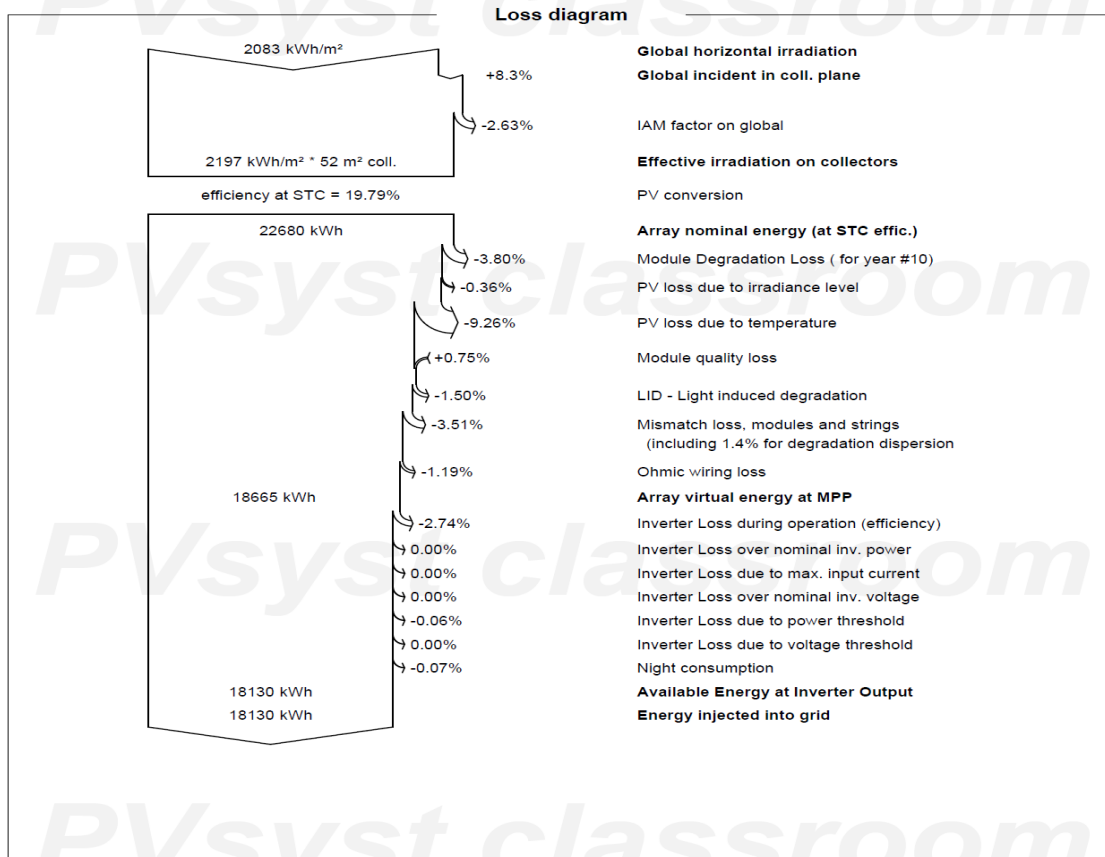 Loss diagram
2083 kWh/m²
Global horizontal irradiation
+8.3%
Global incident in coll. plane
-2.63%
IAM factor on global
2197 kWh/m² * 52 m² coll.
Effective irradiation on collectors
efficiency at STC = 19.79%
PV conversion
22680 kWh
Array nominal energy (at STC effic.)
-3.80%
Module Degradation Loss ( for year #10)
-0.36%
PV loss due to irradiance level
-9.26%
PV loss due to temperature
+0.75%
Module quality loss
-1.50%
LID - Light induced degradation
-3.51%
Mismatch loss, modules and strings
(including 1.4% for degradation dispersion
-1.19%
Ohmic wiring loss
18665 kWh
Array virtual energy at MPP
-2.74%
Inverter Loss during operation (efficiency)
0.00%
Inverter Loss over nominal inv. power
0.00%
Inverter Loss due to max. input current
0.00%
Inverter Loss over nominal inv. voltage
-0.06%
Inverter Loss due to power threshold
0.00%
Inverter Loss due to voltage threshold
-0.07%
Night consumption
18130 kWh
Available Energy at Inverter Output
18130 kWh
Energy injected into grid
PVsyst classroom
PVsyst classroom
PVsyst classroom
PVsyst classroom